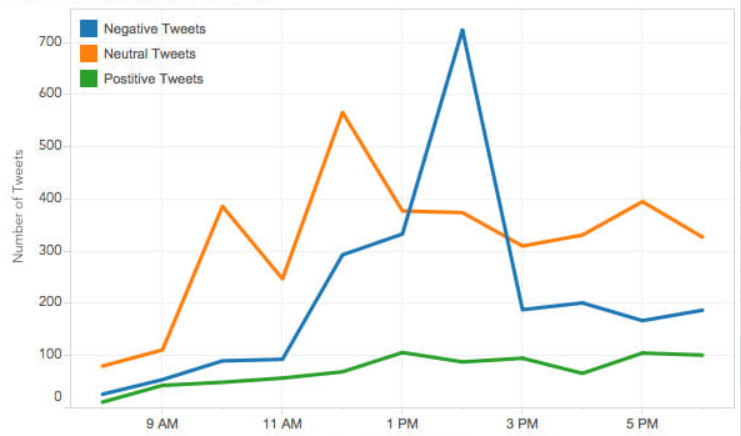 Negative Tweets
Neutral Tweets
Postitive Tweets
Number of Tweets
700
600
500
400
300
200
100
0
9 AM
11 AM
1 PM
3 PM
5 PM